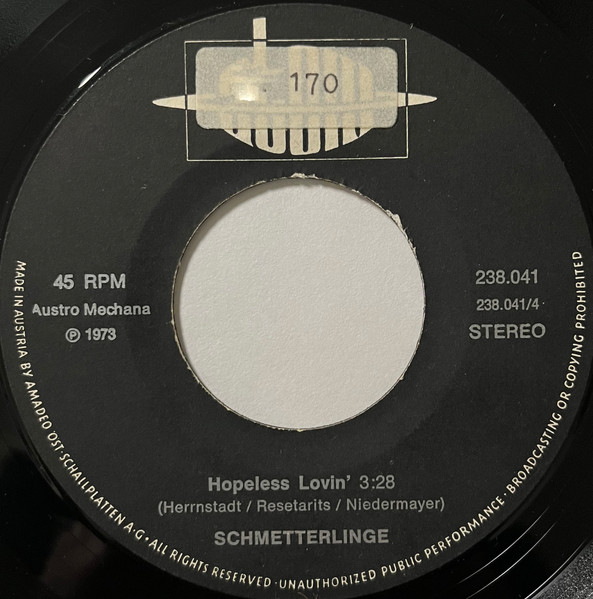 170
45 RPM
Austro Mechana
Ⓟ 1973
238.041
238.041/4
STEREO
Hopeless Lovin' 3:28
(Herrnstadt / Resetarits / Niedermayer)
SCHMETTERLINGE
MADE IN AUSTRIA BY AMADEO ÖST. SCHALLPLATTEN A·G · ALL RIGHTS RESERVED · UNAUTHORIZED PUBLIC PERFORMANCE · BROADCASTING OR COPYING PROHIBITED